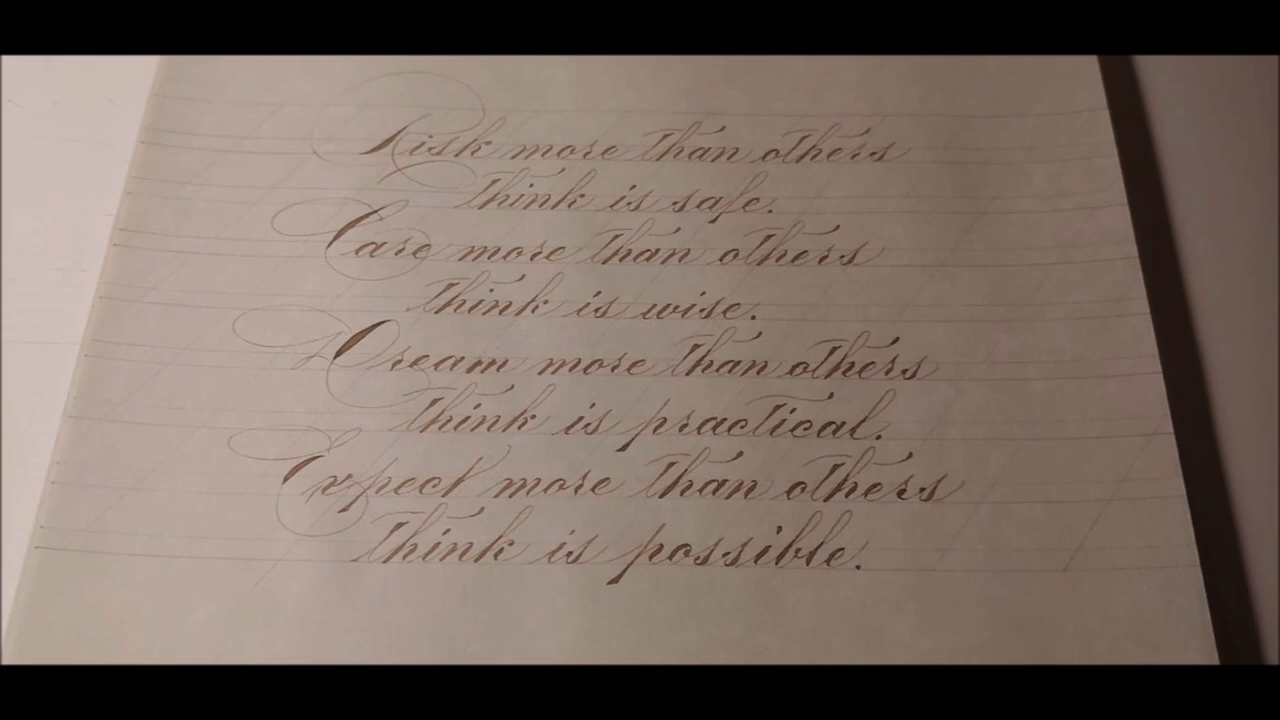 Risk more than others
think is safe.
Care more than others
think is wise.
Dream more than others
think is practical.
Expect more than others
think is possible.